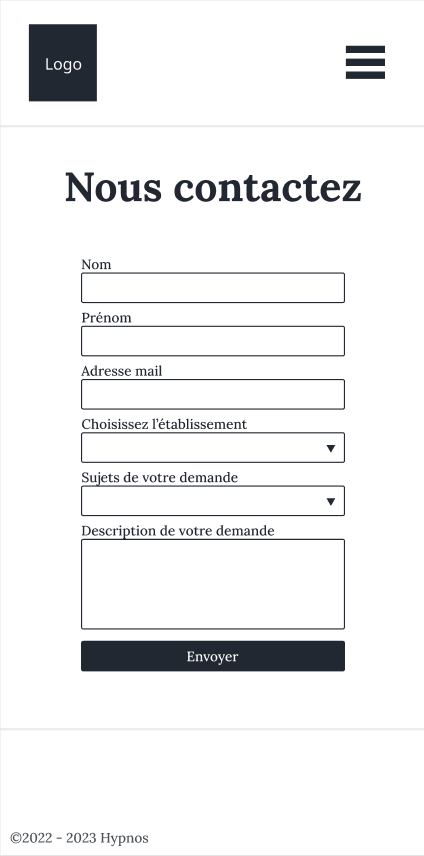 Logo
Nous contactez
Nom
Prénom
Adresse mail
Choisissez l'établissement
Sujets de votre demande
Description de votre demande
Envoyer
©2022 - 2023 Hypnos